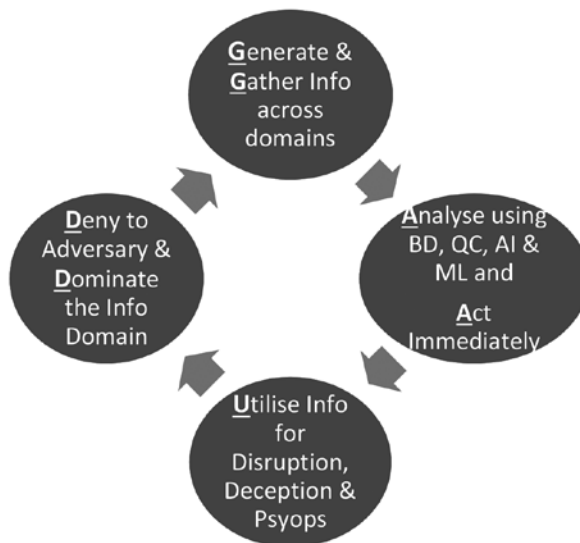 Generate &
Gather Info
across
domains
Analyse using
BD, QC, AI &
ML and
Act
Immediately
Utilise Info
for
Disruption,
Deception &
Psyops
Deny to
Adversary &
Dominate
the Info
Domain